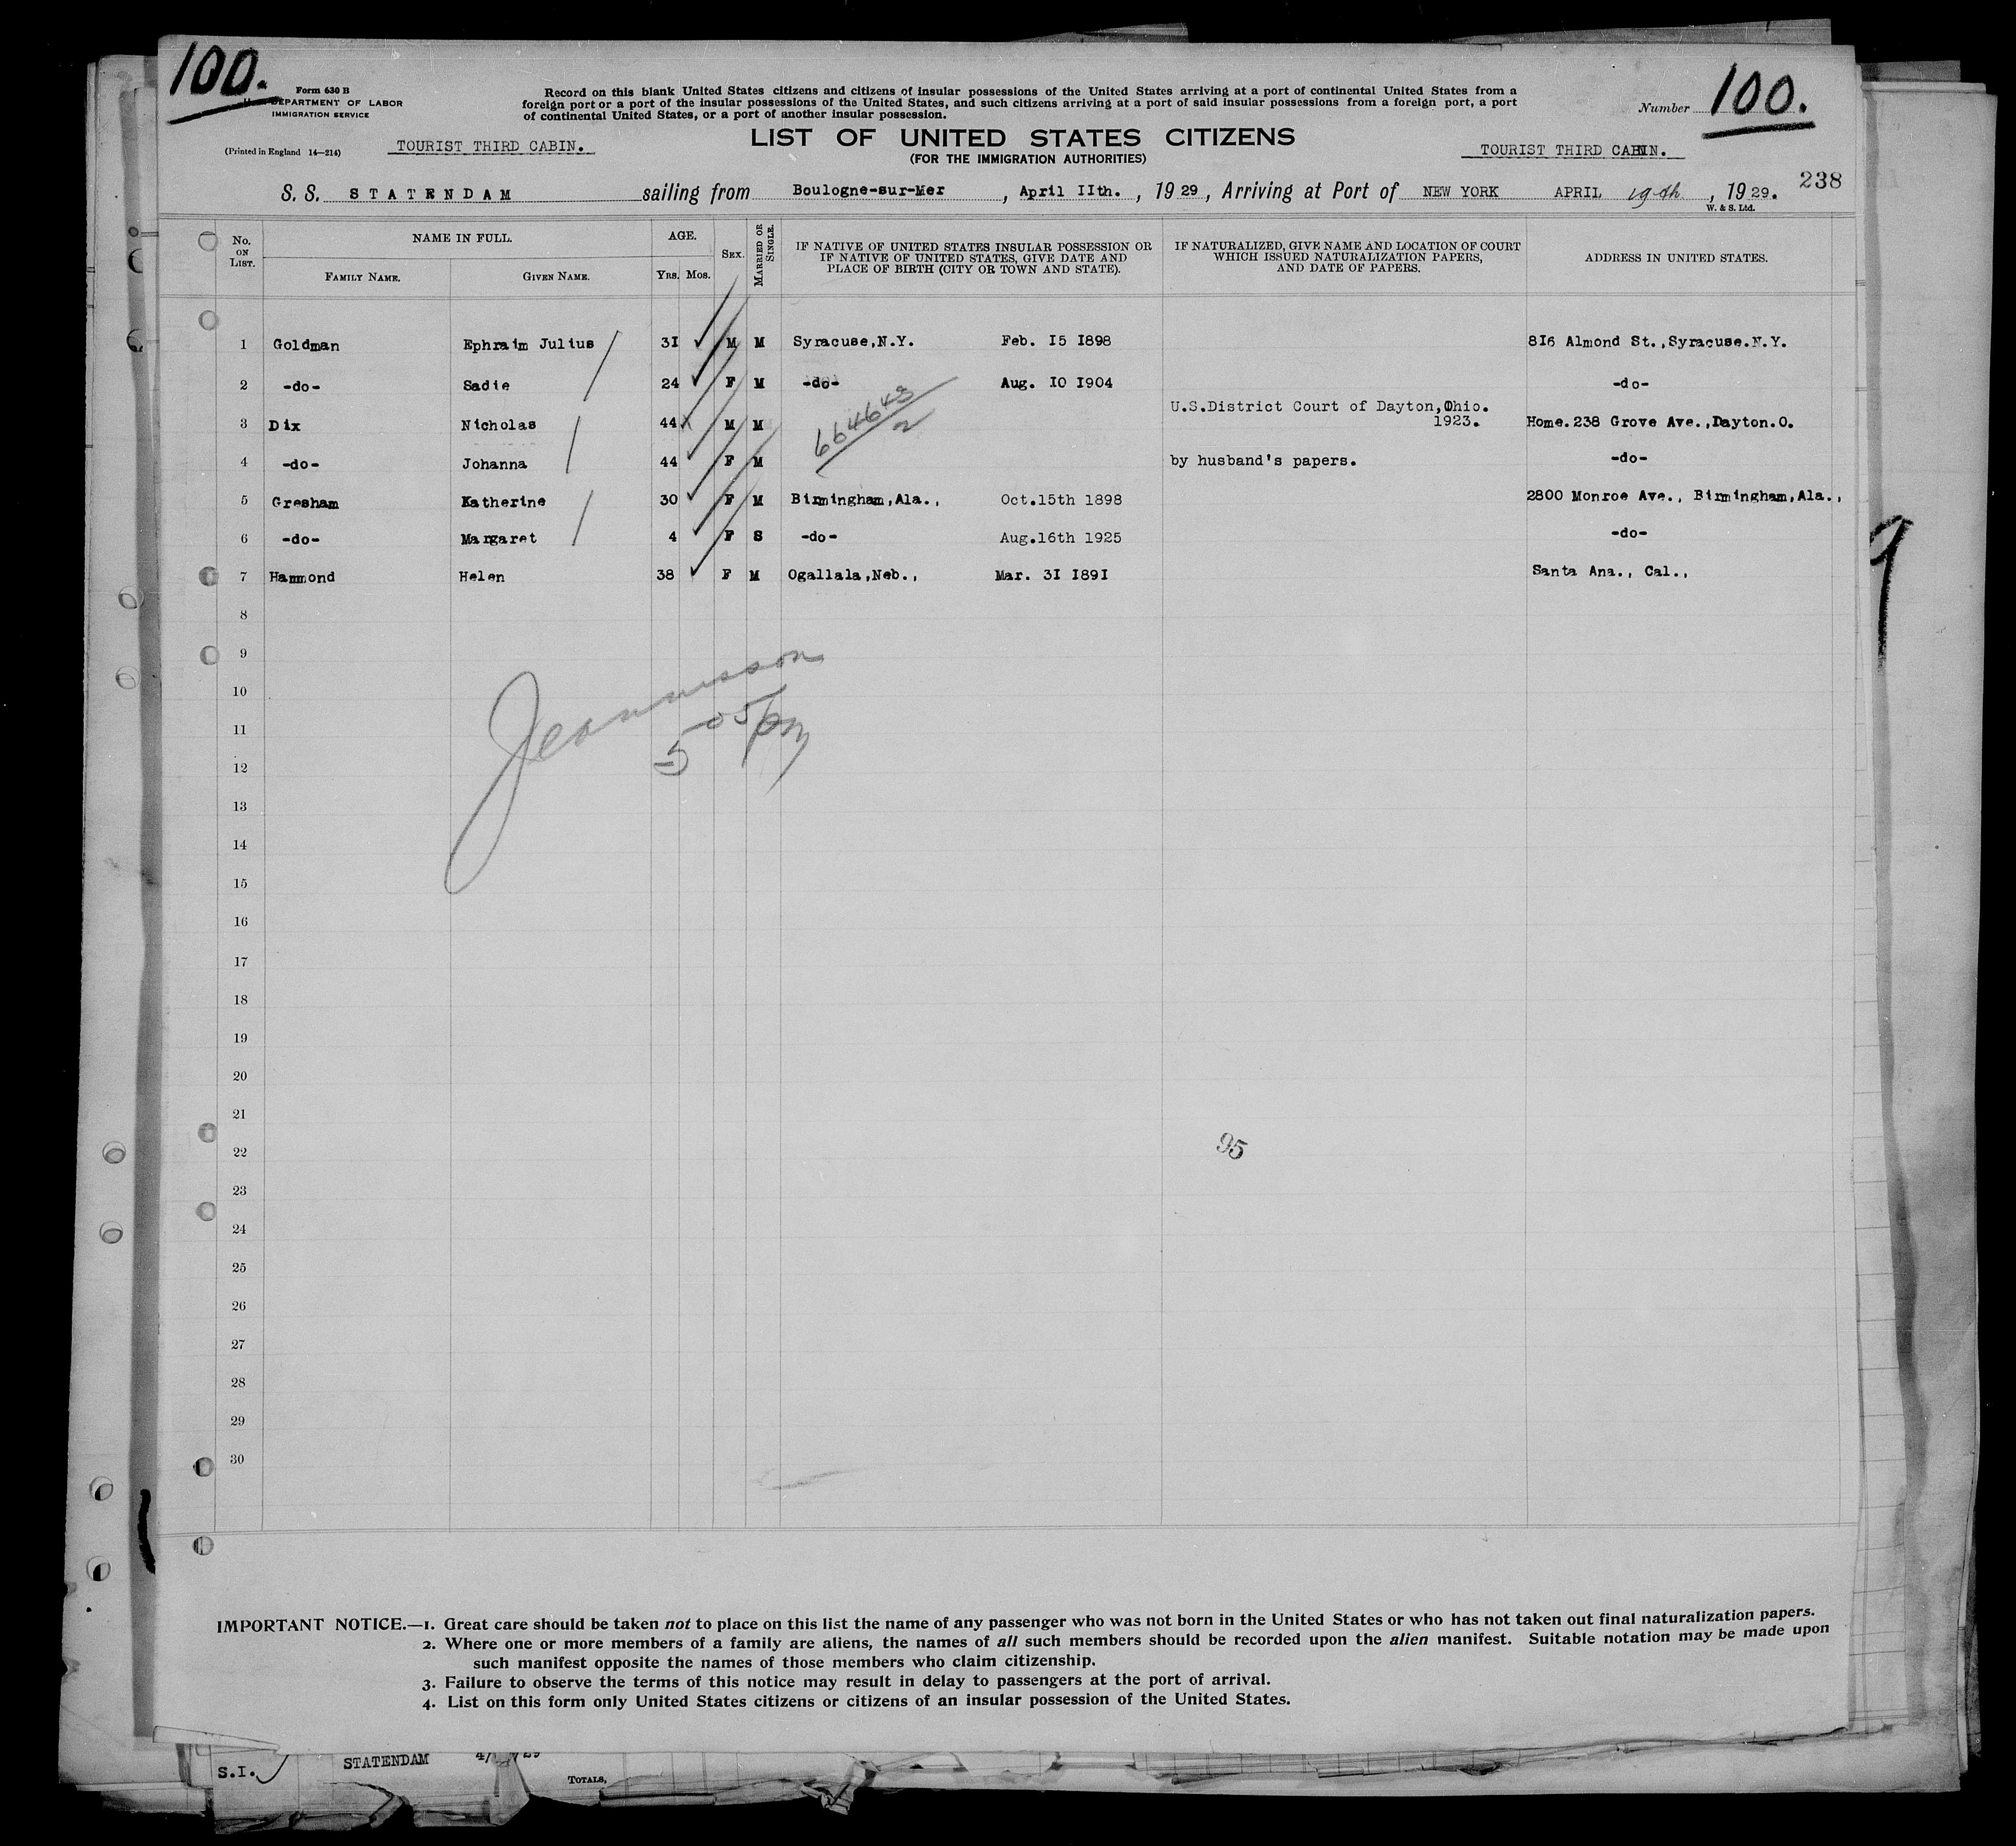 100.
Form 630 B
U. S. DEPARTMENT OF LABOR
IMMIGRATION SERVICE
(Printed in England 14—214)
TOURIST THIRD CABIN.
Record on this blank United States citizens and citizens of insular possessions of the United States arriving at a port of continental United States from a
foreign port or a port of the insular possessions of the United States, and such citizens arriving at a port of said insular possessions from a foreign port, a port
of continental United States, or a port of another insular possession.
LIST OF UNITED STATES CITIZENS
(FOR THE IMMIGRATION AUTHORITIES)
Number 100.
TOURIST THIRD CABIN.
238
S. S. STATENDAM sailing from Boulogne-sur-Mer, April IIth., 1929, Arriving at Port of NEW YORK APRIL 19th, 1929.
W. & S. Ltd.
No. ON LIST.
NAME IN FULL.
FAMILY NAME. GIVEN NAME.
AGE.
YRS. MOS.
SEX.
MARRIED OR SINGLE.
IF NATIVE OF UNITED STATES INSULAR POSSESSION OR
IF NATIVE OF UNITED STATES, GIVE DATE AND
PLACE OF BIRTH (CITY OR TOWN AND STATE).
IF NATURALIZED, GIVE NAME AND LOCATION OF COURT
WHICH ISSUED NATURALIZATION PAPERS,
AND DATE OF PAPERS.
ADDRESS IN UNITED STATES.
1 Goldman Ephraim Julius 3I M M Syracuse,N.Y. Feb. I5 I898 8I6 Almond St.,Syracuse.N.Y.
2 -do- Sadie 24 F M -do- Aug. I0 I904 -do-
664648
2
U.S.District Court of Dayton,Ohio.
3 Dix Nicholas 44 M M 1923. Home.238 Grove Ave.,Dayton.O.
4 -do- Johanna 44 F M by husband's papers. -do-
5 Gresham Katherine 30 F M Birmingham,Ala., Oct.15th 1898 2800 Monroe Ave., Birmingham,Ala.,
6 -do- Margaret 4 F S -do- Aug.16th 1925 -do-
7 Hammond Helen 38 F M Ogallala,Neb., Mar. 3I I89I Santa Ana., Cal.,
8
9
10
11
12
13
14
15
16
17
18
19
20
21
22
95
23
24
25
26
27
28
29
30
IMPORTANT NOTICE.—1. Great care should be taken not to place on this list the name of any passenger who was not born in the United States or who has not taken out final naturalization papers.
2. Where one or more members of a family are aliens, the names of all such members should be recorded upon the alien manifest. Suitable notation may be made upon
such manifest opposite the names of those members who claim citizenship.
3. Failure to observe the terms of this notice may result in delay to passengers at the port of arrival.
4. List on this form only United States citizens or citizens of an insular possession of the United States.
S.I. STATENDAM
TOTALS,